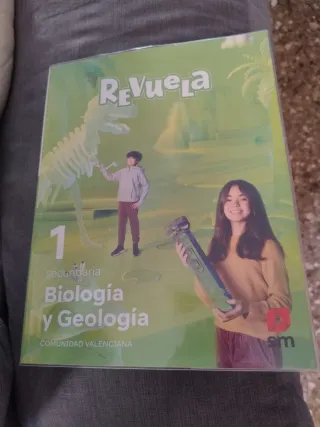 REVUELA
1
secundaria
Biología
y Geología
COMUNIDAD VALENCIANA
sm